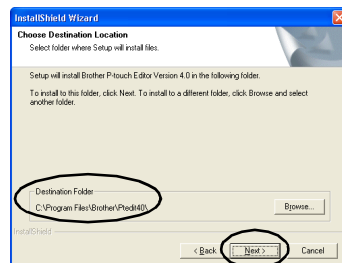 InstallShield Wizard
Choose Destination Location
Select folder where Setup will install files.
Setup will install Brother P-touch Editor Version 4.0 in the following folder.
To install to this folder, click Next. To install to a different folder, click Browse and select
another folder.
Destination Folder
C:\Program Files\Brother\Ptedit40\
Browse...
InstallShield
< Back
Next >
Cancel